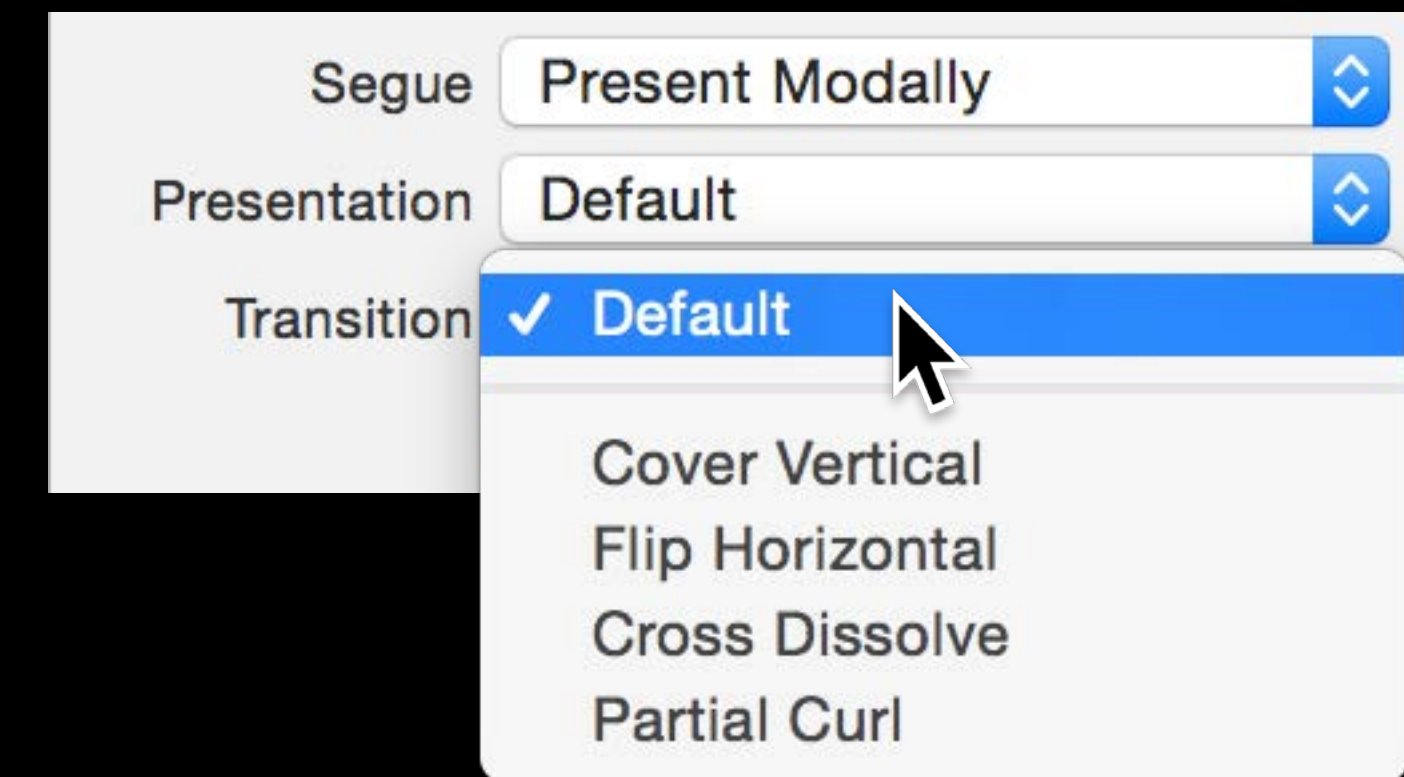 Segue Present Modally
Presentation Default
Transition ✓ Default
Cover Vertical
Flip Horizontal
Cross Dissolve
Partial Curl